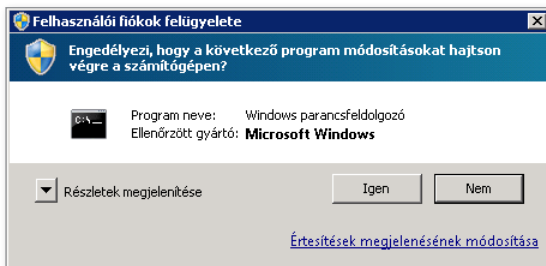 Felhasználói fiókok felügyelete
Engedélyezi, hogy a következő program módosításokat hajtson
végre a számítógépen?
C:\_
Program neve: Windows parancsfeldolgozó
Ellenőrzött gyártó: Microsoft Windows
Részletek megjelenítése
Igen
Nem
Értesítések megjelenésének módosítása